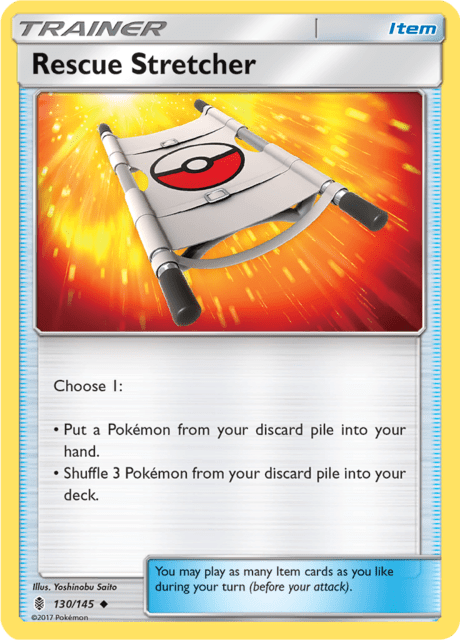 TRAINER
Item
Rescue Stretcher
Choose 1:
• Put a Pokémon from your discard pile into your
hand.
• Shuffle 3 Pokémon from your discard pile into your
deck.
You may play as many Item cards as you like
during your turn (before your attack).
Illus. Yoshinobu Saito
130/145 ◆
©2017 Pokémon